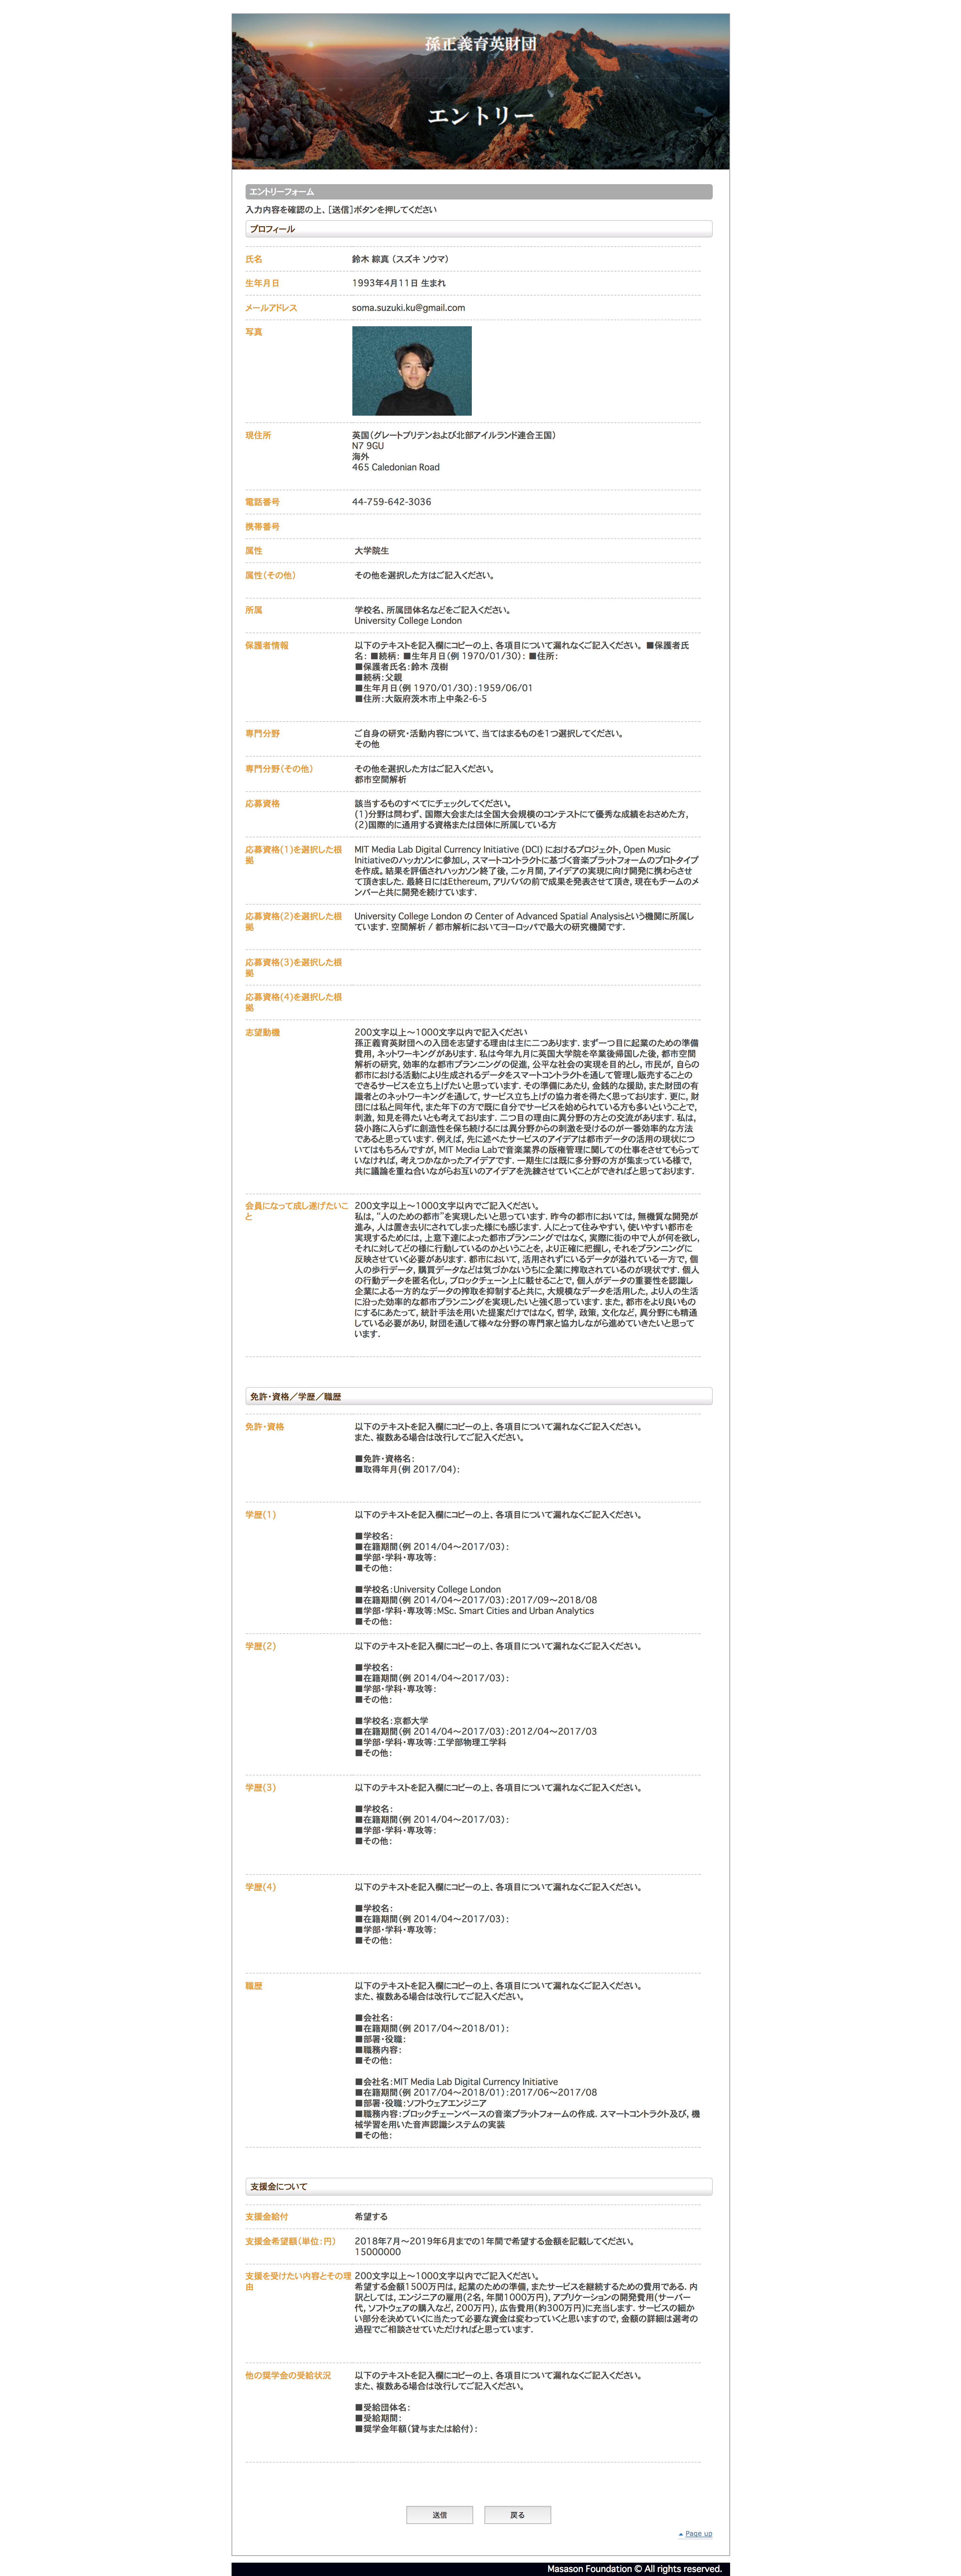 孫正義育英財団
エントリー
エントリーフォーム
入力内容を確認の上、[送信]ボタンを押してください
プロフィール
氏名
鈴木 綜真 (スズキ ソウマ)
生年月日
1993年4月11日 生まれ
メールアドレス
soma.suzuki.ku@gmail.com
写真
現住所
英国(グレートブリテンおよび北部アイルランド連合王国)
N7 9GU
海外
465 Caledonian Road
電話番号
44-759-642-3036
携帯番号
属性
大学院生
属性(その他)
その他を選択した方はご記入ください。
所属
学校名、所属団体名などをご記入ください。
University College London
保護者情報
以下のテキストを記入欄にコピーの上、各項目について漏れなくご記入ください。 ■保護者氏
名: ■続柄: ■生年月日(例 1970/01/30): ■住所:
■保護者氏名:鈴木 茂樹
■続柄:父親
■生年月日(例 1970/01/30):1959/06/01
■住所:大阪府茨木市上中条2-6-5
専門分野
ご自身の研究・活動内容について、当てはまるものを1つ選択してください。
その他
専門分野(その他)
その他を選択した方はご記入ください。
都市空間解析
応募資格
該当するものすべてにチェックしてください。
(1)分野は問わず、国際大会または全国大会規模のコンテストにて優秀な成績をおさめた方,
(2)国際的に通用する資格または団体に所属している方
応募資格(1)を選択した根
拠
MIT Media Lab Digital Currency Initiative (DCI) におけるプロジェクト, Open Music
Initiativeのハッカソンに参加し, スマートコントラクトに基づく音楽プラットフォームのプロトタイプ
を作成。結果を評価されハッカソン終了後, 二ヶ月間, アイデアの実現に向け開発に携わらさせ
て頂きました. 最終日にはEthereum, アリババの前で成果を発表させて頂き, 現在もチームのメ
ンバーと共に開発を続けています.
応募資格(2)を選択した根
拠
University College London の Center of Advanced Spatial Analysisという機関に所属し
ています. 空間解析 / 都市解析においてヨーロッパで最大の研究機関です.
応募資格(3)を選択した根
拠
応募資格(4)を選択した根
拠
志望動機
200文字以上〜1000文字以内で記入ください
孫正義育英財団への入団を志望する理由は主に二つあります. まず一つ目に起業のための準備
費用, ネットワーキングがあります. 私は今年九月に英国大学院を卒業後帰国した後, 都市空間
解析の研究, 効率的な都市プランニングの促進, 公平な社会の実現を目的とし, 市民が, 自らの
都市における活動により生成されるデータをスマートコントラクトを通して管理し販売することの
できるサービスを立ち上げたいと思っています. その準備にあたり, 金銭的な援助, また財団の有
識者とのネットワーキングを通して, サービス立ち上げの協力者を得たく思っております. 更に, 財
団には私と同年代, また年下の方で既に自分でサービスを始められている方も多いということで,
刺激, 知見を得たいとも考えております. 二つ目の理由に異分野の方との交流があります. 私は,
袋小路に入らずに創造性を保ち続けるには異分野からの刺激を受けるのが一番効率的な方法
であると思っています. 例えば, 先に述べたサービスのアイデアは都市データの活用の現状につ
いてはもちろんですが, MIT Media Labで音楽業界の版権管理に関しての仕事をさせてもらって
いなければ, 考えつかなかったアイデアです. 一期生には既に多分野の方が集まっている様で,
共に議論を重ね合いながらお互いのアイデアを洗練させていくことができればと思っております.
会員になって成し遂げたいこ
と
200文字以上〜1000文字以内でご記入ください。
私は, "人のための都市"を実現したいと思っています. 昨今の都市においては, 無機質な開発が
進み, 人は置き去りにされてしまった様にも感じます. 人にとって住みやすい, 使いやすい都市を
実現するためには, 上意下達によった都市プランニングではなく, 実際に街の中で人が何を欲し,
それに対してどの様に行動しているのかということを, より正確に把握し, それをプランニングに
反映させていく必要があります. 都市において, 活用されずにいるデータが溢れている一方で, 個
人の歩行データ, 購買データなどは気づかないうちに企業に搾取されているのが現状です. 個人
の行動データを匿名化し, ブロックチェーン上に載せることで, 個人がデータの重要性を認識し
企業による一方的なデータの搾取を抑制すると共に, 大規模なデータを活用した, より人の生活
に沿った効率的な都市プランニングを実現したいと強く思っています. また, 都市をより良いもの
にするにあたって, 統計手法を用いた提案だけではなく, 哲学, 政策, 文化など, 異分野にも精通
している必要があり, 財団を通して様々な分野の専門家と協力しながら進めていきたいと思って
います.
免許・資格/学歴/職歴
免許・資格
以下のテキストを記入欄にコピーの上、各項目について漏れなくご記入ください。
また、複数ある場合は改行してご記入ください。
■免許・資格名:
■取得年月(例 2017/04):
学歴(1)
以下のテキストを記入欄にコピーの上、各項目について漏れなくご記入ください。
■学校名:
■在籍期間(例 2014/04〜2017/03):
■学部・学科・専攻等:
■その他:
■学校名:University College London
■在籍期間(例 2014/04〜2017/03):2017/09〜2018/08
■学部・学科・専攻等:MSc. Smart Cities and Urban Analytics
■その他:
学歴(2)
以下のテキストを記入欄にコピーの上、各項目について漏れなくご記入ください。
■学校名:
■在籍期間(例 2014/04〜2017/03):
■学部・学科・専攻等:
■その他:
■学校名:京都大学
■在籍期間(例 2014/04〜2017/03):2012/04〜2017/03
■学部・学科・専攻等:工学部物理工学科
■その他:
学歴(3)
以下のテキストを記入欄にコピーの上、各項目について漏れなくご記入ください。
■学校名:
■在籍期間(例 2014/04〜2017/03):
■学部・学科・専攻等:
■その他:
学歴(4)
以下のテキストを記入欄にコピーの上、各項目について漏れなくご記入ください。
■学校名:
■在籍期間(例 2014/04〜2017/03):
■学部・学科・専攻等:
■その他:
職歴
以下のテキストを記入欄にコピーの上、各項目について漏れなくご記入ください。
また、複数ある場合は改行してご記入ください。
■会社名:
■在籍期間(例 2017/04〜2018/01):
■部署・役職:
■職務内容:
■その他:
■会社名:MIT Media Lab Digital Currency Initiative
■在籍期間(例 2017/04〜2018/01):2017/06〜2017/08
■部署・役職:ソフトウェアエンジニア
■職務内容:ブロックチェーンベースの音楽プラットフォームの作成. スマートコントラクト及び, 機
械学習を用いた音声認識システムの実装
■その他:
支援金について
支援金給付
希望する
支援金希望額(単位:円)
2018年7月〜2019年6月までの1年間で希望する金額を記載してください。
15000000
支援を受けたい内容とその理
由
200文字以上〜1000文字以内でご記入ください。
希望する金額1500万円は, 起業のための準備, またサービスを継続するための費用である. 内
訳としては, エンジニアの雇用(2名, 年間1000万円), アプリケーションの開発費用(サーバー
代, ソフトウェアの購入など, 200万円), 広告費用(約300万円)に充当します. サービスの細か
い部分を決めていくに当たって必要な資金は変わっていくと思いますので, 金額の詳細は選考の
過程でご相談させていただければと思っています.
他の奨学金の受給状況
以下のテキストを記入欄にコピーの上、各項目について漏れなくご記入ください。
また、複数ある場合は改行してご記入ください。
■受給団体名:
■受給期間:
■奨学金年額(貸与または給付):
送信
戻る
Page up
Masason Foundation © All rights reserved.